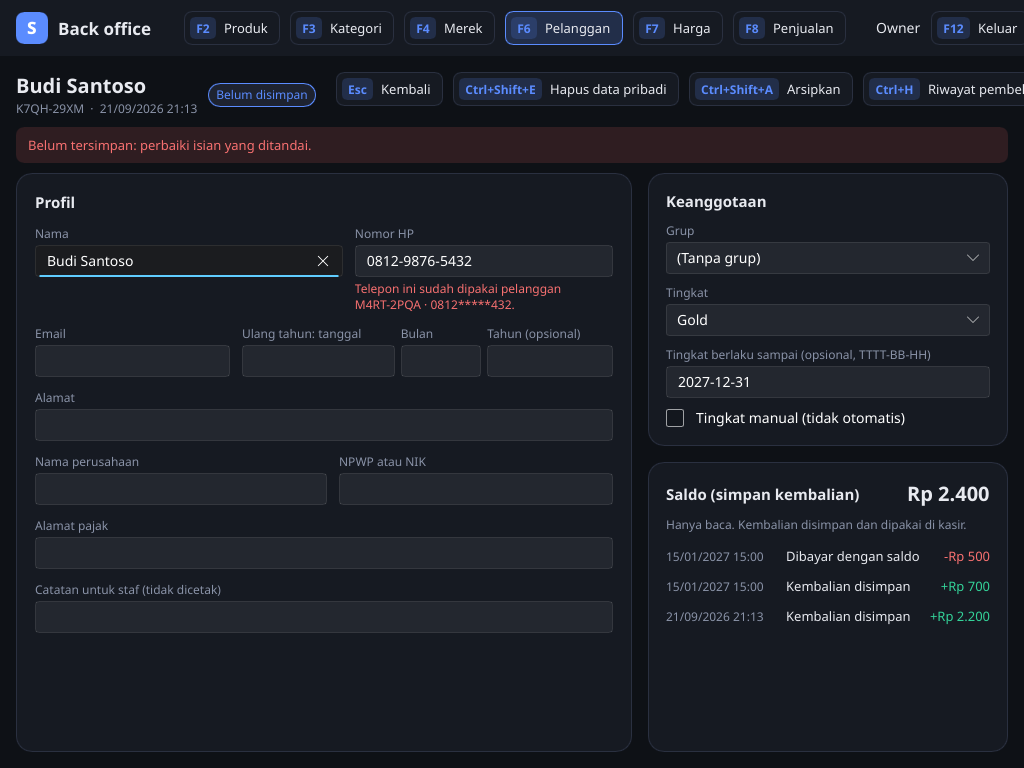 S Back office F2 Produk F3 Kategori F4 Merek F6 Pelanggan F7 Harga F8 Penjualan Owner F12 Keluar
Budi Santoso
K7QH-29XM · 21/09/2026 21:13
Belum disimpan
Esc Kembali Ctrl+Shift+E Hapus data pribadi Ctrl+Shift+A Arsipkan Ctrl+H Riwayat pembel
Belum tersimpan: perbaiki isian yang ditandai.
Profil
Nama
Budi Santoso
Nomor HP
0812-9876-5432
Telepon ini sudah dipakai pelanggan
M4RT-2PQA · 0812*****432.
Email
Ulang tahun: tanggal
Bulan
Tahun (opsional)
Alamat
Nama perusahaan
NPWP atau NIK
Alamat pajak
Catatan untuk staf (tidak dicetak)
Keanggotaan
Grup
(Tanpa grup)
Tingkat
Gold
Tingkat berlaku sampai (opsional, TTTT-BB-HH)
2027-12-31
Tingkat manual (tidak otomatis)
Saldo (simpan kembalian) Rp 2.400
Hanya baca. Kembalian disimpan dan dipakai di kasir.
15/01/2027 15:00 Dibayar dengan saldo -Rp 500
15/01/2027 15:00 Kembalian disimpan +Rp 700
21/09/2026 21:13 Kembalian disimpan +Rp 2.200